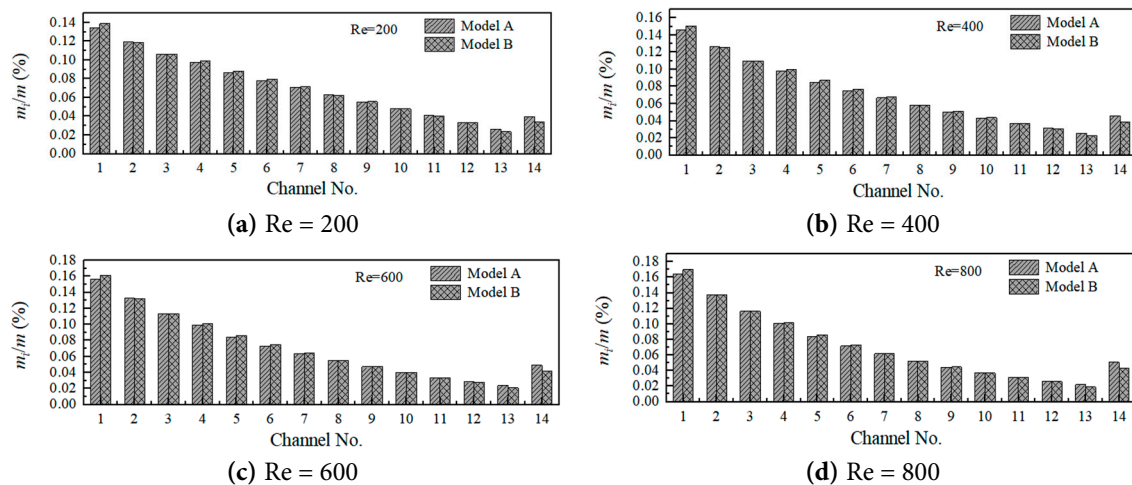 0.14
0.12
0.10
0.08
0.06
0.04
0.02
0.00
mᵢ/m (%)
Re=200
Model A
Model B
1 2 3 4 5 6 7 8 9 10 11 12 13 14
Channel No.
(a) Re = 200
0.16
0.14
0.12
0.10
0.08
0.06
0.04
0.02
0.00
mᵢ/m (%)
Re=400
Model A
Model B
1 2 3 4 5 6 7 8 9 10 11 12 13 14
Channel No.
(b) Re = 400
0.18
0.16
0.14
0.12
0.10
0.08
0.06
0.04
0.02
0.00
mᵢ/m (%)
Re=600
Model A
Model B
1 2 3 4 5 6 7 8 9 10 11 12 13 14
Channel No.
(c) Re = 600
0.18
0.16
0.14
0.12
0.10
0.08
0.06
0.04
0.02
0.00
mᵢ/m (%)
Re=800
Model A
Model B
1 2 3 4 5 6 7 8 9 10 11 12 13 14
Channel No.
(d) Re = 800